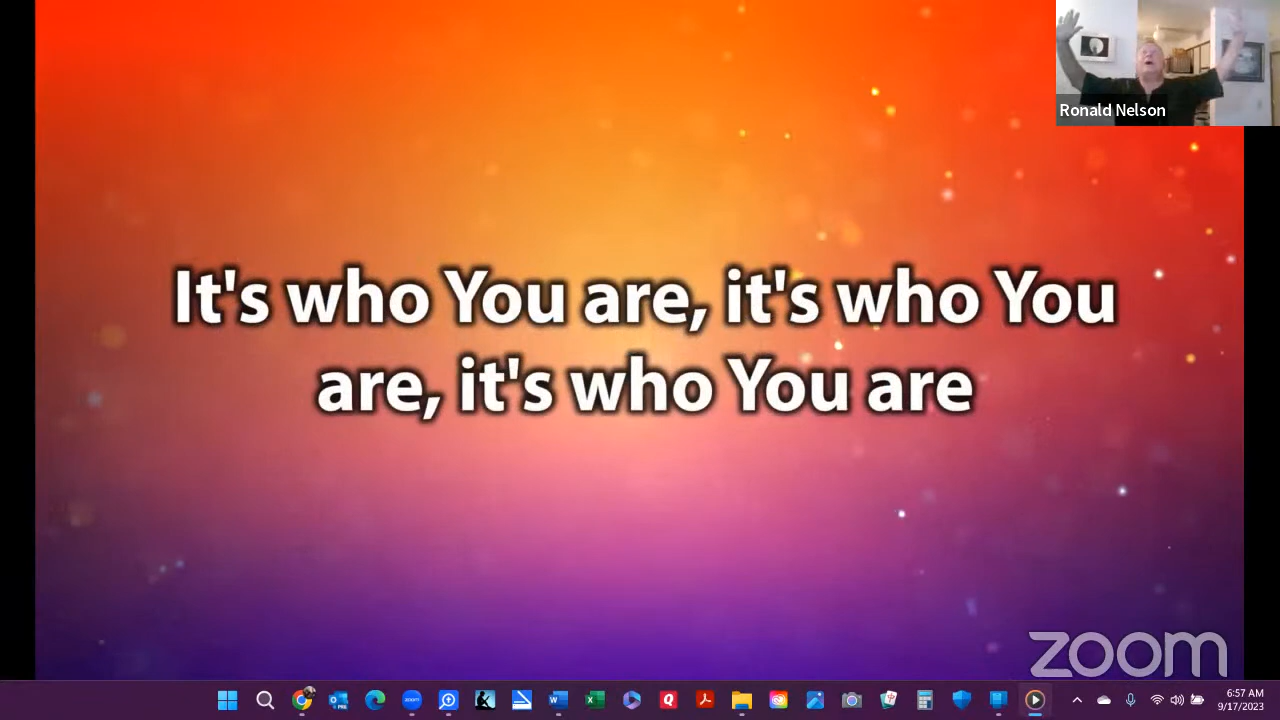 Ronald Nelson
It's who You are, it's who You
are, it's who You are
zoom
6:57 AM
9/17/2023